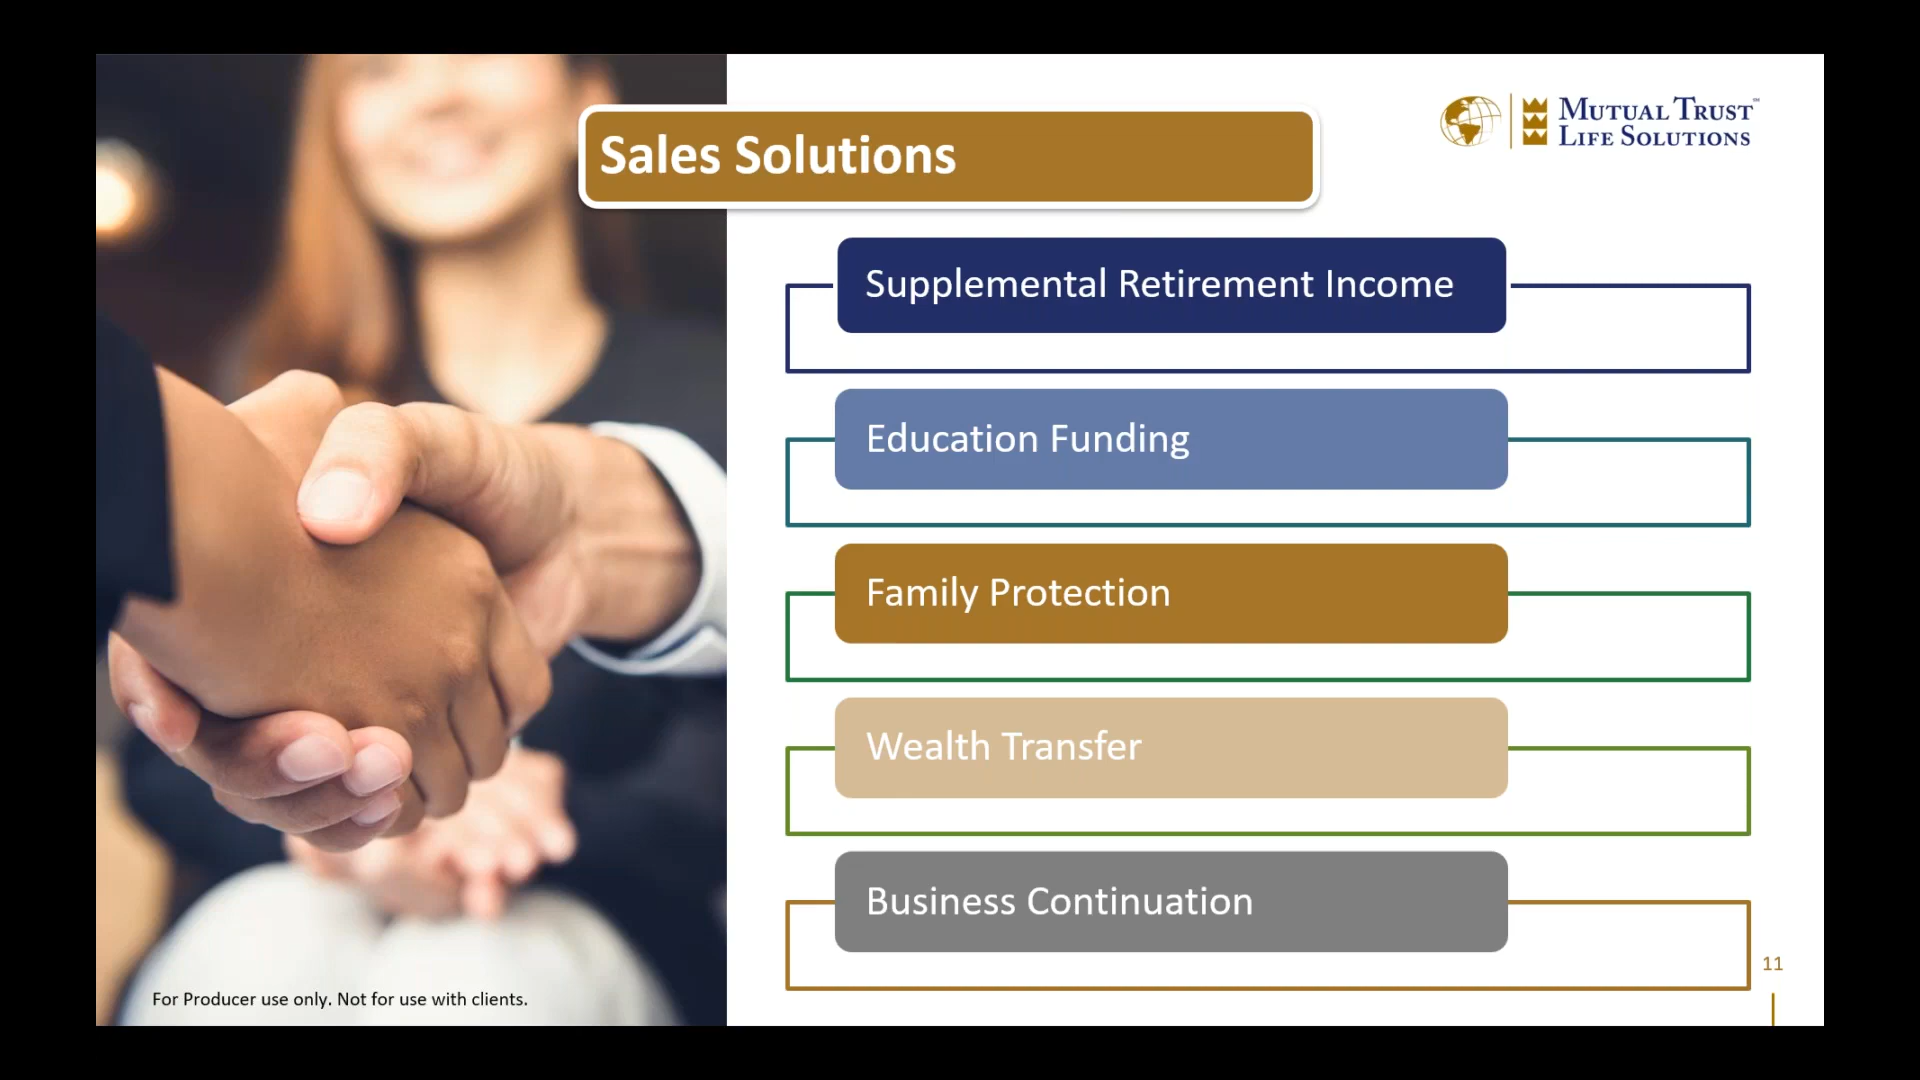 Sales Solutions
MUTUAL TRUST℠
LIFE SOLUTIONS
Supplemental Retirement Income
Education Funding
Family Protection
Wealth Transfer
Business Continuation
11
For Producer use only. Not for use with clients.